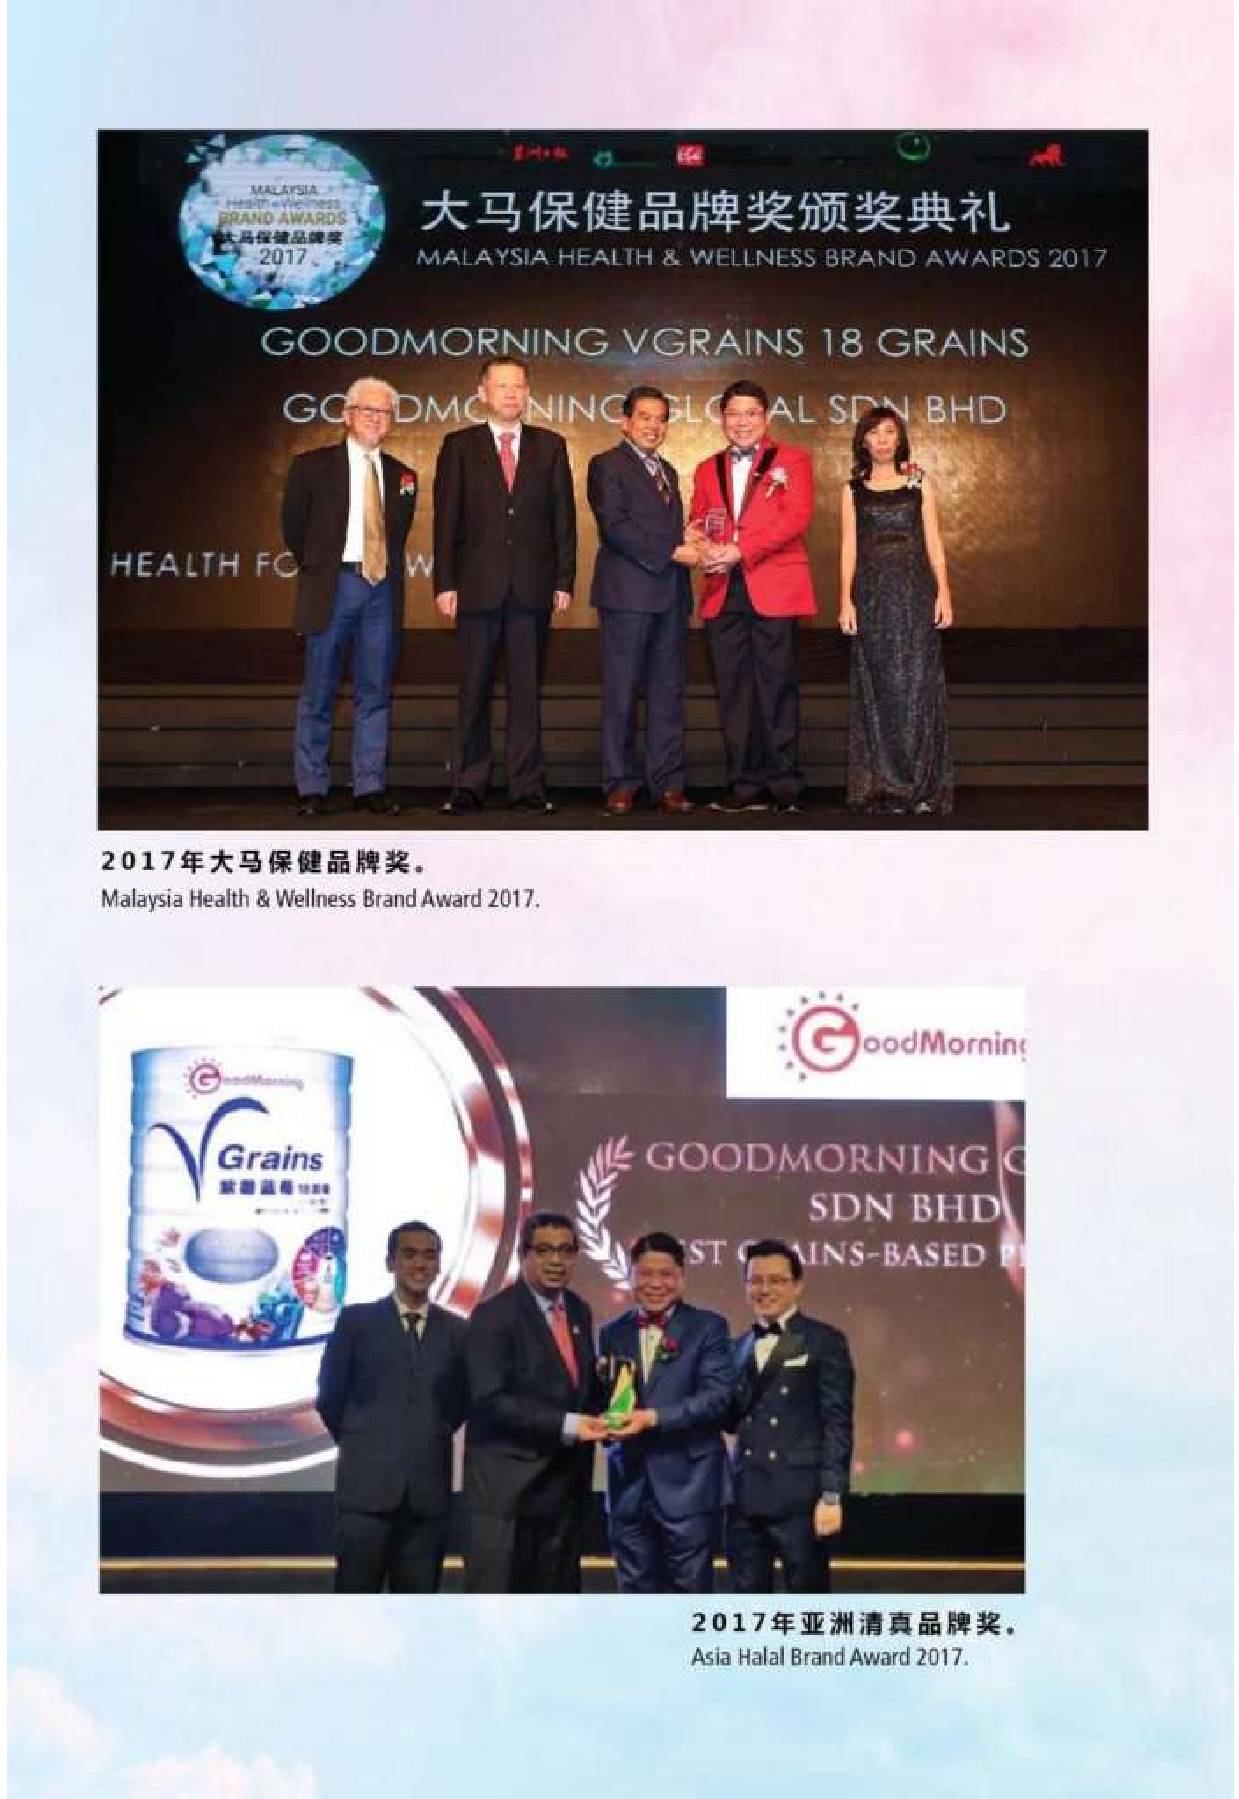 MALAYSIA
Health & Wellness
BRAND AWARDS
大马保健品牌奖
2017
大马保健品牌奖颁奖典礼
MALAYSIA HEALTH & WELLNESS BRAND AWARDS 2017
GOODMORNING VGRAINS 18 GRAINS
SDN BHD
HEALTH
2017年大马保健品牌奖。
Malaysia Health & Wellness Brand Award 2017.
GoodMorning
GoodMorning
V
Grains
GOODMORNING G
SDN BHD
2017年亚洲清真品牌奖。
Asia Halal Brand Award 2017.